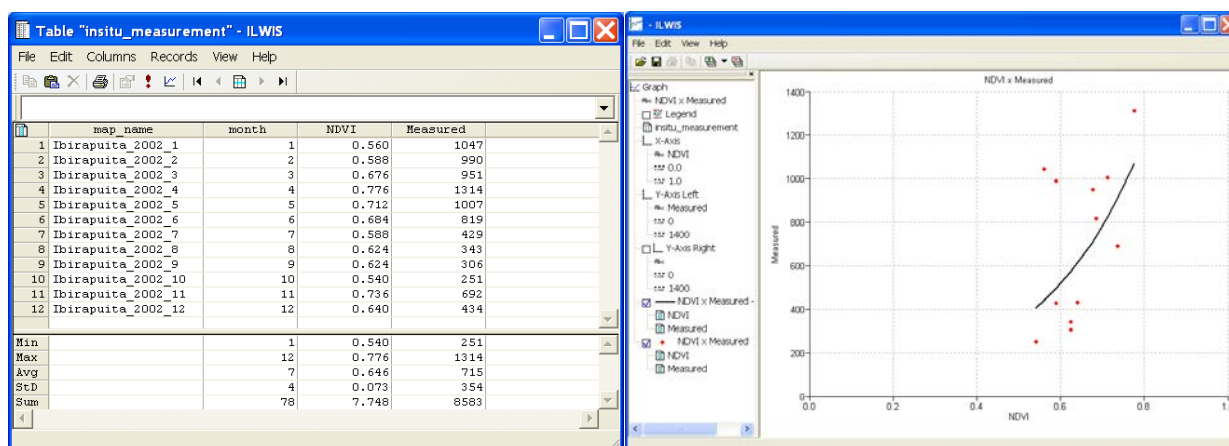 Table "insitu_measurement" - ILWIS
File Edit Columns Records View Help
map_name month NDVI Measured
1 Ibirapuita_2002_1 1 0.560 1047
2 Ibirapuita_2002_2 2 0.588 990
3 Ibirapuita_2002_3 3 0.676 951
4 Ibirapuita_2002_4 4 0.776 1314
5 Ibirapuita_2002_5 5 0.712 1007
6 Ibirapuita_2002_6 6 0.684 819
7 Ibirapuita_2002_7 7 0.588 429
8 Ibirapuita_2002_8 8 0.624 343
9 Ibirapuita_2002_9 9 0.624 306
10 Ibirapuita_2002_10 10 0.540 251
11 Ibirapuita_2002_11 11 0.736 692
12 Ibirapuita_2002_12 12 0.640 434
Min 1 0.540 251
Max 12 0.776 1314
Avg 7 0.646 715
StD 4 0.073 354
Sum 78 7.748 8583
- ILWIS
File Edit View Help
Graph
NDVI x Measured
Legend
insitu_measurement
X-Axis
NDVI
0.0
1.0
Y-Axis Left
Measured
0
1400
Y-Axis Right
0
1400
NDVI x Measured -
NDVI
Measured
NDVI x Measured
NDVI
Measured
NDVI x Measured
1400
1200
1000
800
600
400
200
0
Measured
0.0 0.2 0.4 0.6 0.8 1.
NDVI